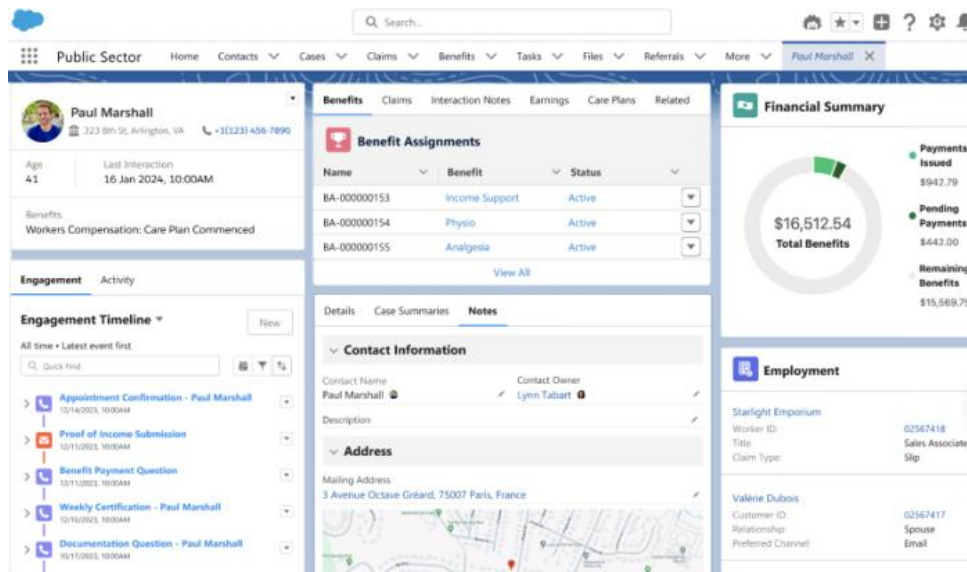 Search...
Public Sector Home Contacts Cases Claims Benefits Tasks Files Referrals More Paul Marshall
Paul Marshall
323 8th St, Arlington, VA +1(123) 456-7890
Age Last Interaction
41 16 Jan 2024, 10:00AM
Benefits
Workers Compensation: Care Plan Commenced
Engagement Activity
Engagement Timeline New
All time • Latest event first
Quick Find
Appointment Confirmation - Paul Marshall
12/14/2023, 10:00AM
Proof of Income Submission
12/11/2023, 10:00AM
Benefit Payment Question
12/11/2023, 10:00AM
Weekly Certification - Paul Marshall
12/10/2023, 10:00AM
Documentation Question - Paul Marshall
10/17/2023, 10:00AM
Benefits Claims Interaction Notes Earnings Care Plans Related
Benefit Assignments
Name Benefit Status
BA-000000153 Income Support Active
BA-000000154 Physio Active
BA-000000155 Analgesia Active
View All
Details Case Summaries Notes
Contact Information
Contact Name Contact Owner
Paul Marshall Lynn Tabart
Description
Address
Mailing Address
3 Avenue Octave Gréard, 75007 Paris, France
Financial Summary
$16,512.54
Total Benefits
Payments
Issued
$942.79
Pending
Payments
$442.00
Remaining
Benefits
$15,569.75
Employment
Starlight Emporium
Worker ID: 02567418
Title: Sales Associate
Claim Type: Slip
Valérie Dubois
Customer ID: 02567417
Relationship: Spouse
Preferred Channel: Email